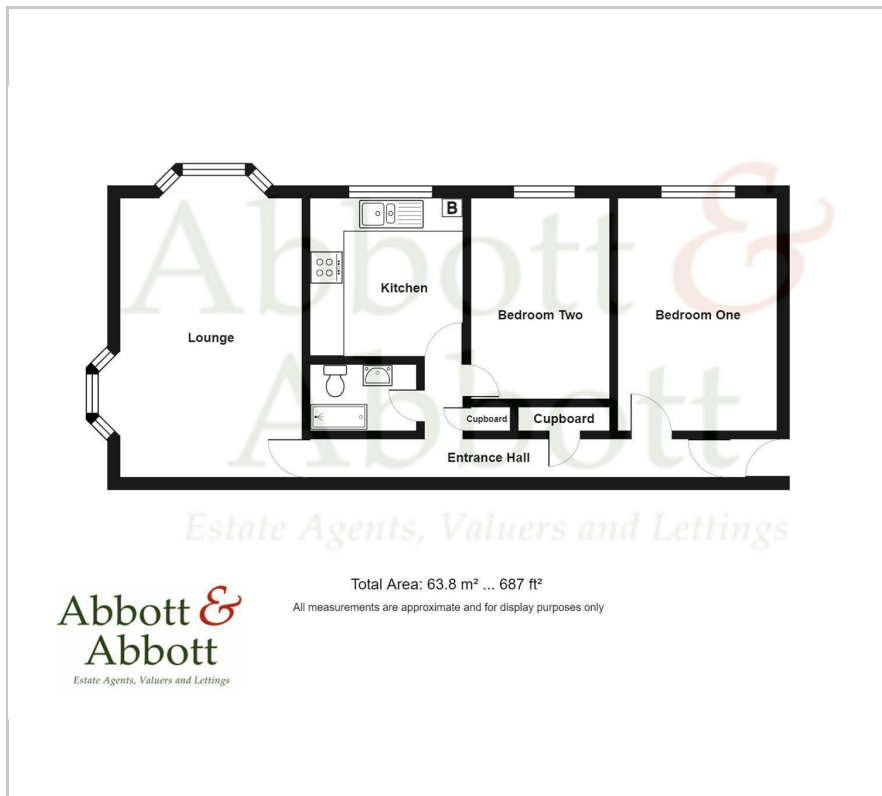 B
Kitchen
Bedroom Two
Bedroom One
Lounge
Cupboard
Cupboard
Entrance Hall
Abbott &
Abbott
Estate Agents, Valuers and Lettings
Total Area: 63.8 m² ... 687 ft²
All measurements are approximate and for display purposes only
Abbott &
Abbott
Estate Agents, Valuers and Lettings